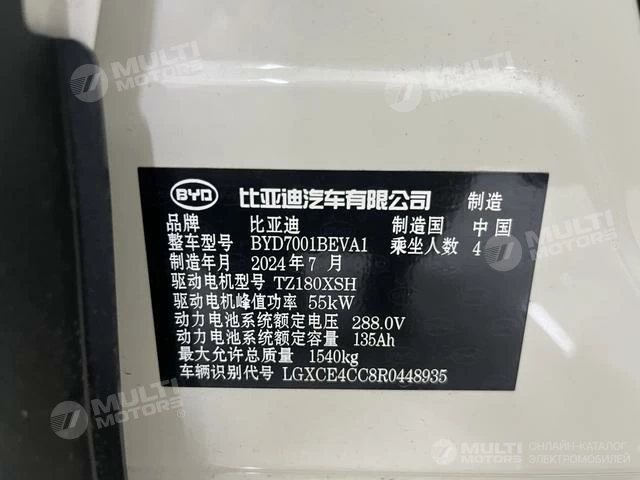 MULTI MOTORS
MULTI MOTORS
BYD 比亚迪汽车有限公司 制造
品牌 比亚迪 制造国 中国
整车型号 BYD7001BEVA1 乘坐人数 4
制造年月 2024年7月
驱动电机型号 TZ180XSH
驱动电机峰值功率 55kW
动力电池系统额定电压 288.0V
动力电池系统额定容量 135Ah
最大允许总质量 1540kg
车辆识别代号 LGXCE4CC8R0448935
MULTI MOTORS
MULTI MOTORS ОНЛАЙН-КАТАЛОГ ЭЛЕКТРОМОБИЛЕЙ